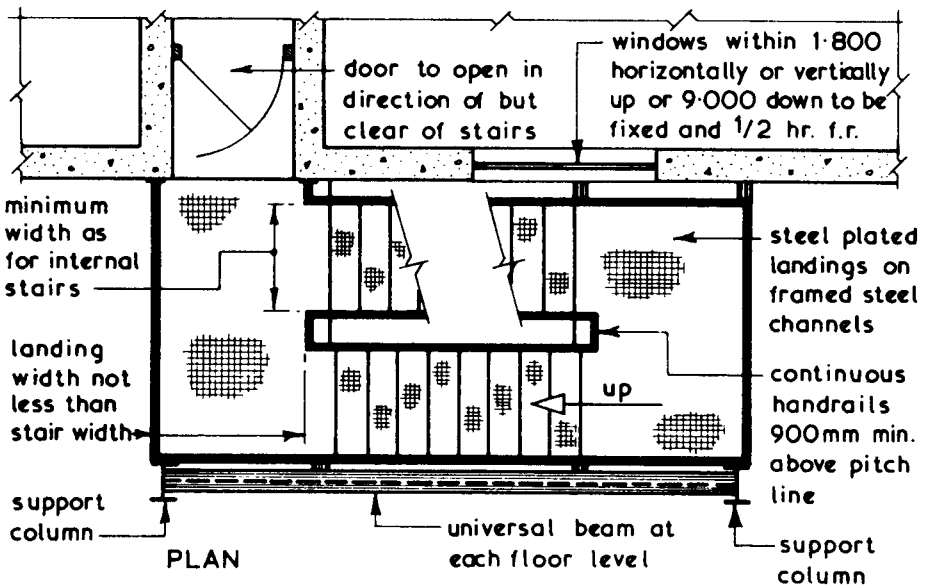 door to open in
direction of but
clear of stairs
windows within 1·800
horizontally or vertically
up or 9·000 down to be
fixed and 1/2 hr. f.r.
minimum
width as
for internal
stairs
steel plated
landings on
framed steel
channels
landing
width not
less than
stair width
up
continuous
handrails
900mm min.
above pitch
line
support
column
PLAN
universal beam at
each floor level
support
column